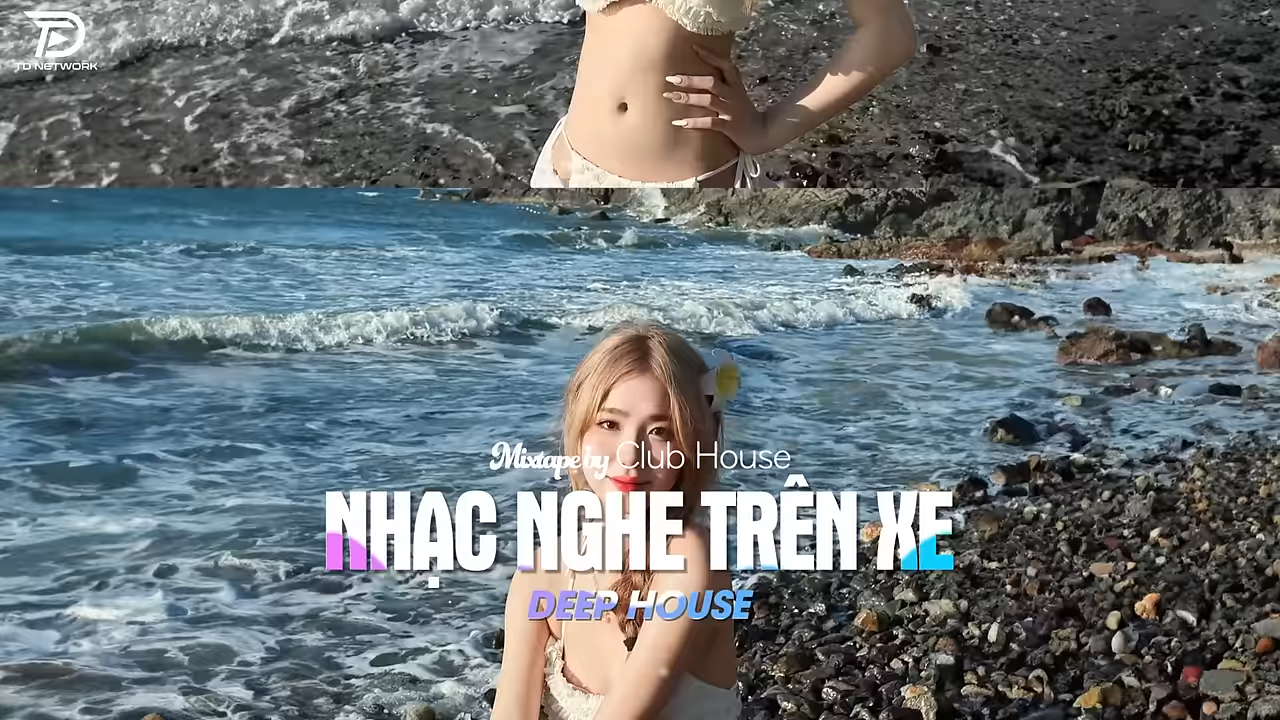 TD NETWORK
Mixtape by Club House
NHẠC NGHE TRÊN XE
DEEP HOUSE